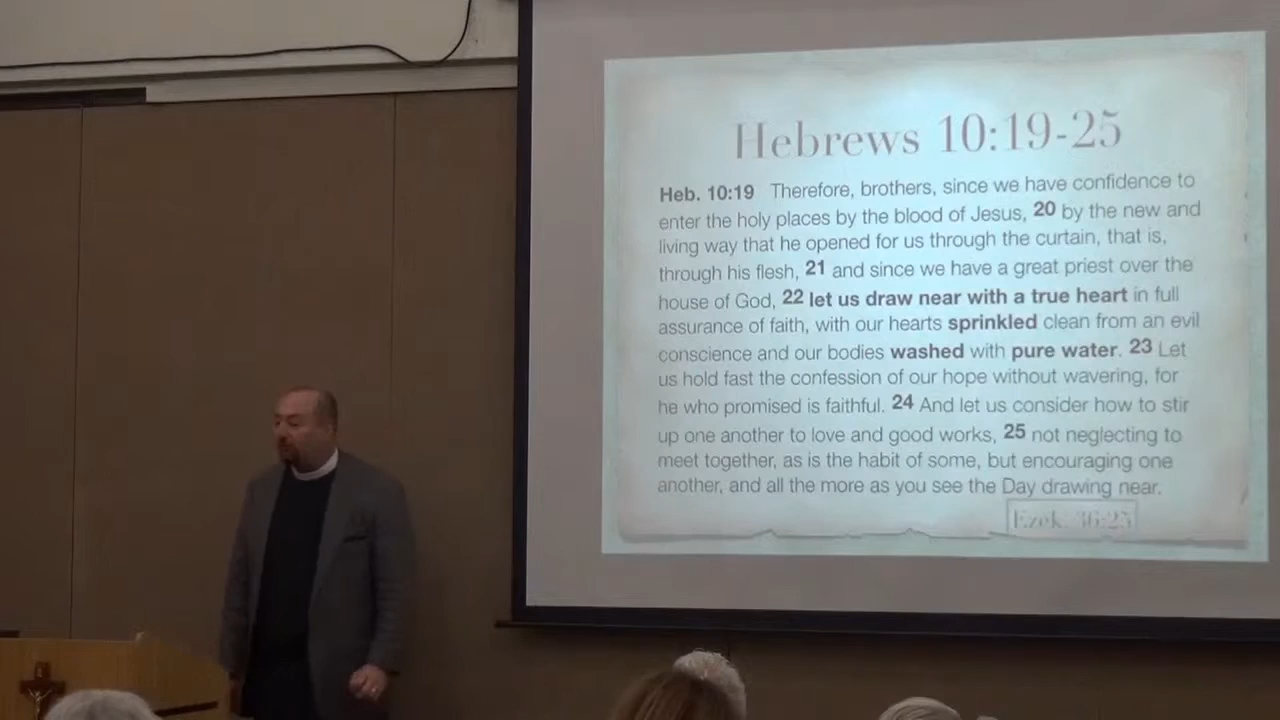 Hebrews 10:19-25
Heb. 10:19 Therefore, brothers, since we have confidence to
enter the holy places by the blood of Jesus, 20 by the new and
living way that he opened for us through the curtain, that is,
through his flesh, 21 and since we have a great priest over the
house of God, 22 let us draw near with a true heart in full
assurance of faith, with our hearts sprinkled clean from an evil
conscience and our bodies washed with pure water. 23 Let
us hold fast the confession of our hope without wavering, for
he who promised is faithful. 24 And let us consider how to stir
up one another to love and good works, 25 not neglecting to
meet together, as is the habit of some, but encouraging one
another, and all the more as you see the Day drawing near.
Ezek. 36:25